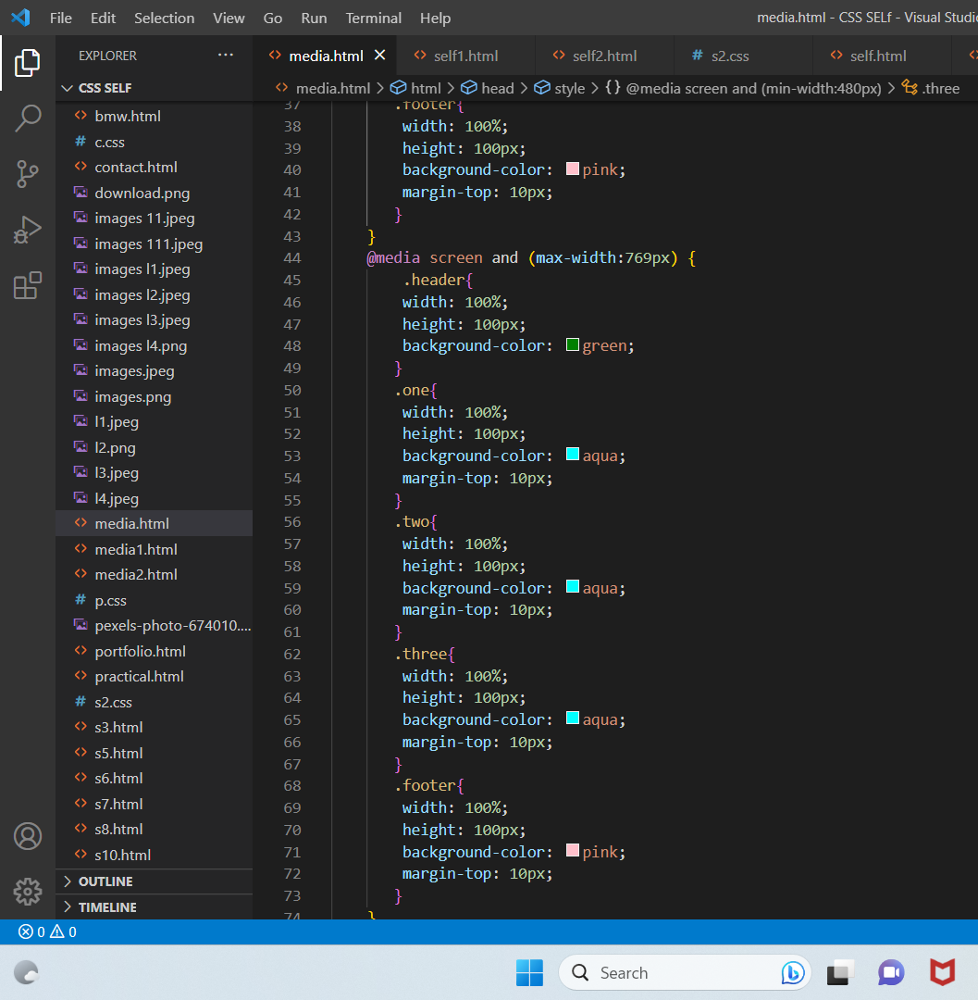 File Edit Selection View Go Run Terminal Help media.html - CSS SELf - Visual Studio
EXPLORER ···
CSS SELF
bmw.html
# c.css
contact.html
download.png
images 11.jpeg
images 111.jpeg
images l1.jpeg
images l2.jpeg
images l3.jpeg
images l4.png
images.jpeg
images.png
l1.jpeg
l2.png
l3.jpeg
l4.jpeg
media.html
media1.html
media2.html
# p.css
pexels-photo-674010....
portfolio.html
practical.html
# s2.css
s3.html
s5.html
s6.html
s7.html
s8.html
s10.html
OUTLINE
TIMELINE
media.html self1.html self2.html # s2.css self.html
media.html > html > head > style > {} @media screen and (min-width:480px) > .three
37 .footer{
38 width: 100%;
39 height: 100px;
40 background-color: pink;
41 margin-top: 10px;
42 }
43 }
44 @media screen and (max-width:769px) {
45 .header{
46 width: 100%;
47 height: 100px;
48 background-color: green;
49 }
50 .one{
51 width: 100%;
52 height: 100px;
53 background-color: aqua;
54 margin-top: 10px;
55 }
56 .two{
57 width: 100%;
58 height: 100px;
59 background-color: aqua;
60 margin-top: 10px;
61 }
62 .three{
63 width: 100%;
64 height: 100px;
65 background-color: aqua;
66 margin-top: 10px;
67 }
68 .footer{
69 width: 100%;
70 height: 100px;
71 background-color: pink;
72 margin-top: 10px;
73 }
74 }
0 0
Search